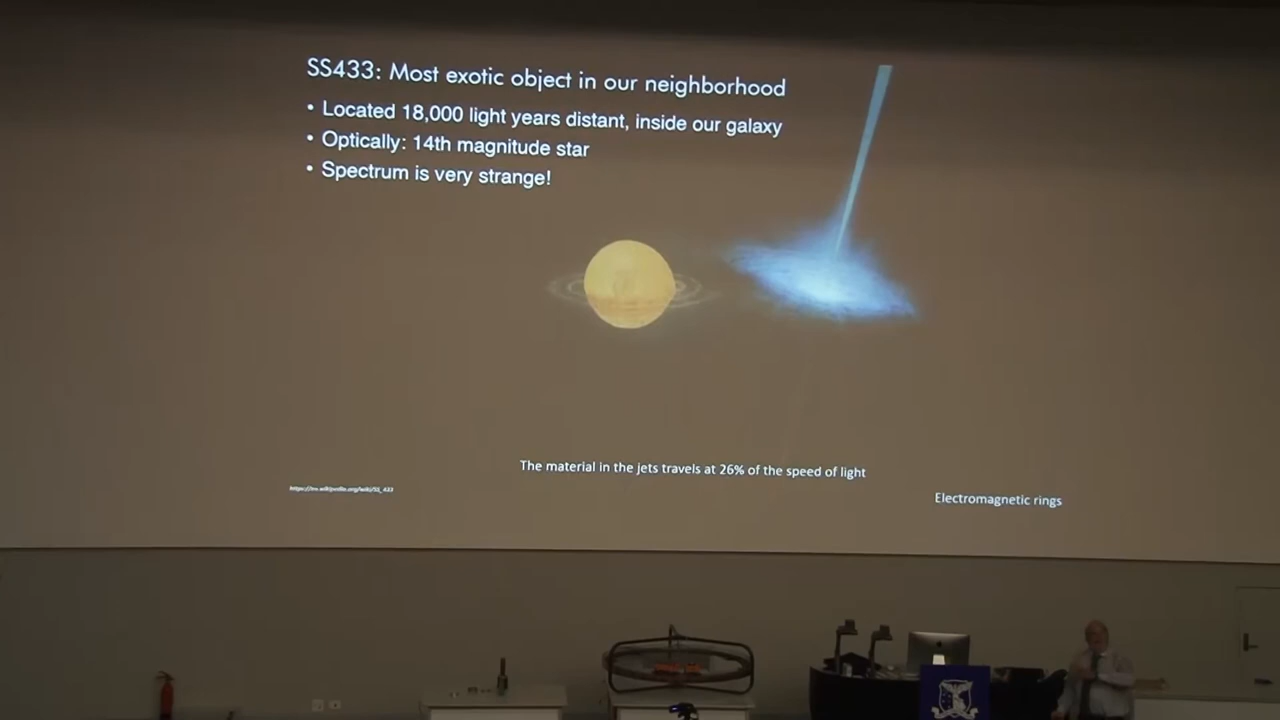 SS433: Most exotic object in our neighborhood
• Located 18,000 light years distant, inside our galaxy
• Optically: 14th magnitude star
• Spectrum is very strange!
The material in the jets travels at 26% of the speed of light
Electromagnetic rings